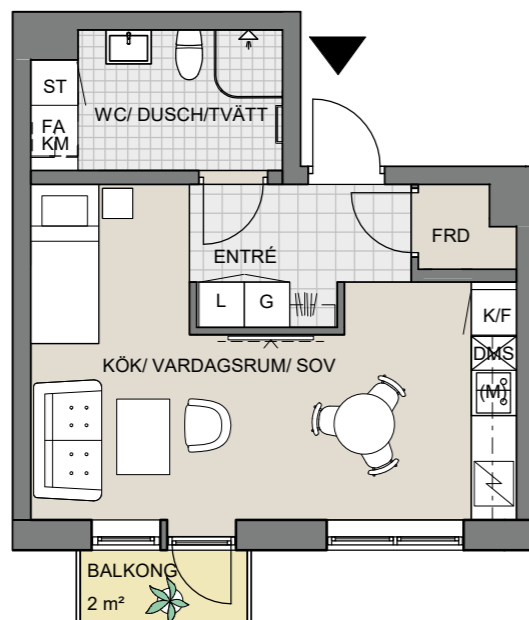 ST
WC/ DUSCH/TVÄTT
FA
KM
FRD
ENTRÉ
L
G
K/F
DMS
KÖK/ VARDAGSRUM/ SOV
(M)
BALKONG
2 m²